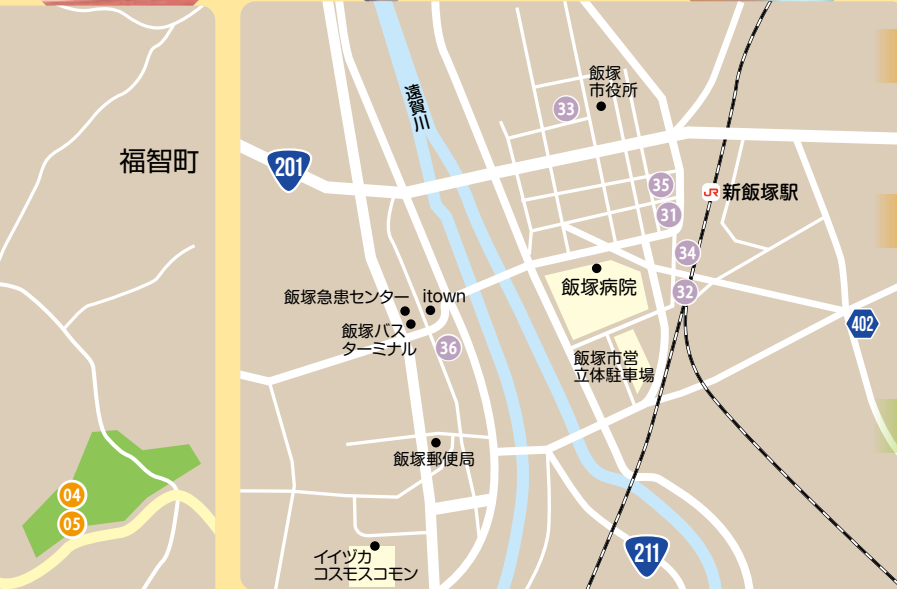 福智町
04
05
201
遠賀川
飯塚
市役所
33
35
31
34
32
JR 新飯塚駅
飯塚病院
402
飯塚急患センター
itown
飯塚バス
ターミナル
36
飯塚市営
立体駐車場
飯塚郵便局
イイヅカ
コスモスコモン
211